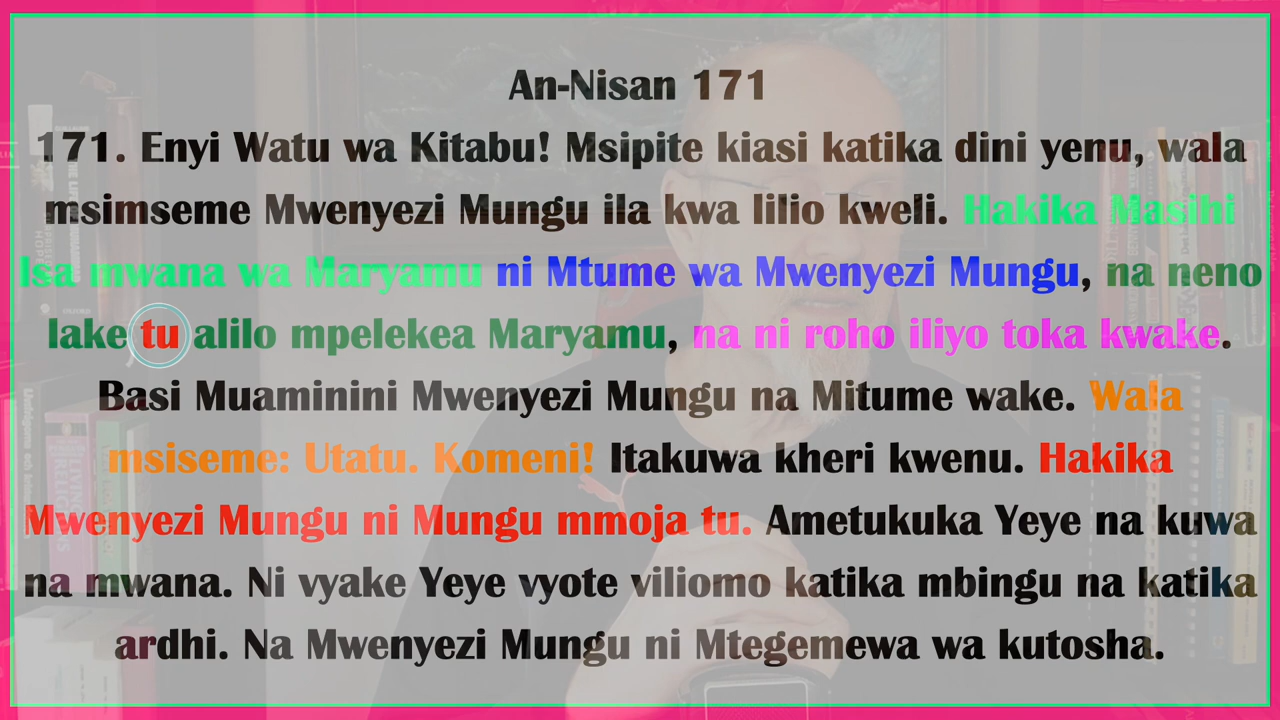 An-Nisan 171
171. Enyi Watu wa Kitabu! Msipite kiasi katika dini yenu, wala
msimseme Mwenyezi Mungu ila kwa lilio kweli. Hakika Masihi
Isa mwana wa Maryamu ni Mtume wa Mwenyezi Mungu, na neno
lake tu alilo mpelekea Maryamu, na ni roho iliyo toka kwake.
Basi Muaminini Mwenyezi Mungu na Mitume wake. Wala
msiseme: Utatu. Komeni! Itakuwa kheri kwenu. Hakika
Mwenyezi Mungu ni Mungu mmoja tu. Ametukuka Yeye na kuwa
na mwana. Ni vyake Yeye vyote viliomo katika mbingu na katika
ardhi. Na Mwenyezi Mungu ni Mtegemewa wa kutosha.
LIVING
RELIGIONS